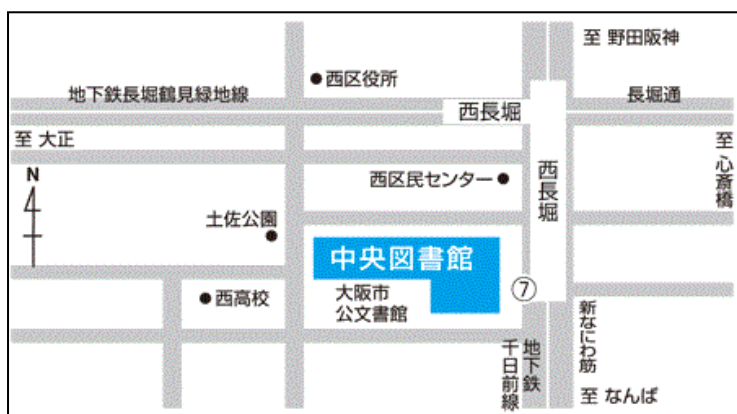 至 野田阪神
西区役所
地下鉄長堀鶴見緑地線
長堀通
西長堀
至 大正
至 心斎橋
N
西区民センター
西長堀
土佐公園
中央図書館
大阪市
公文書館
⑦
西高校
新なにわ筋
地下鉄
千日前線
至 なんば